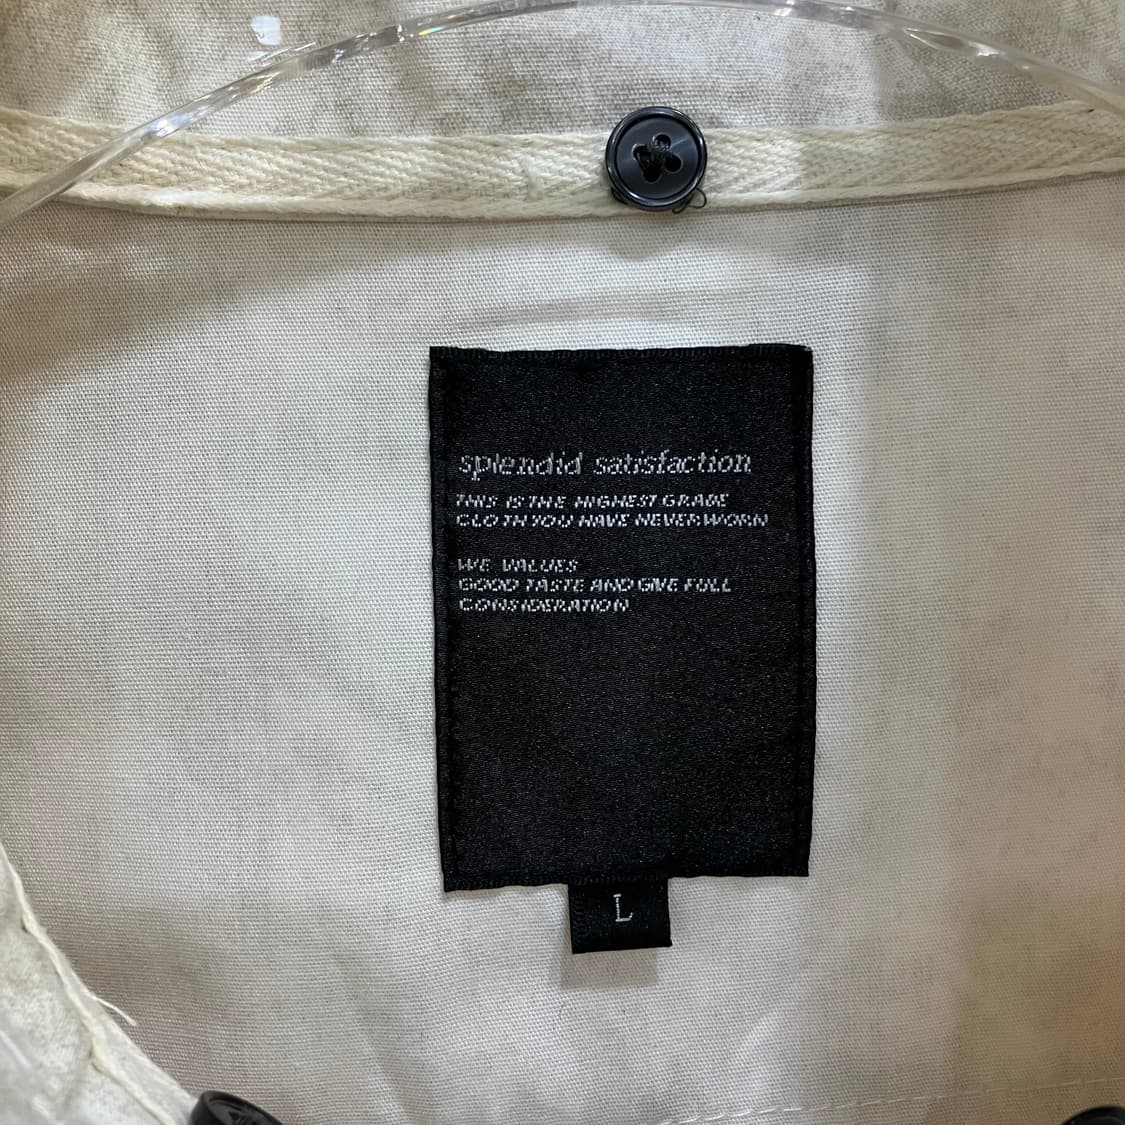 splendid satisfaction
THIS IS THE HIGHEST GRADE
CLOTH YOU HAVE NEVER WORN
WE VALUES
GOOD TASTE AND GIVE FULL
CONSIDERATION
L